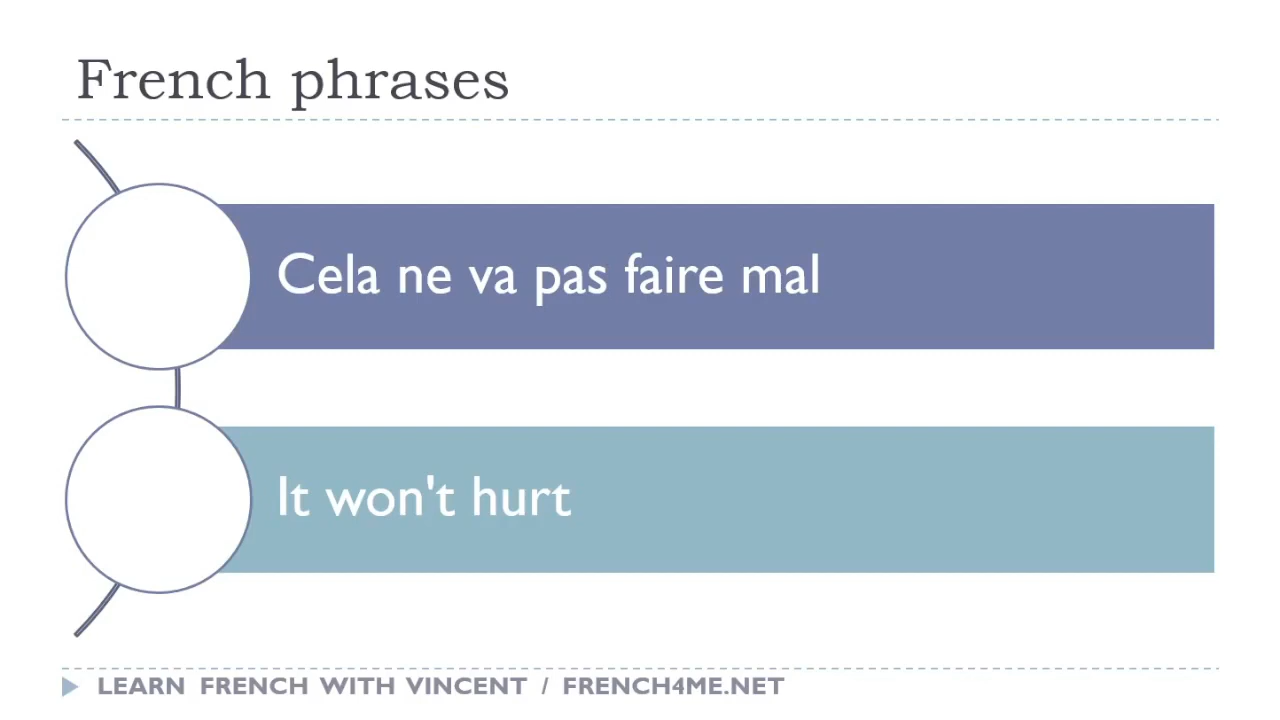 French phrases
Cela ne va pas faire mal
It won't hurt
LEARN FRENCH WITH VINCENT / FRENCH4ME.NET